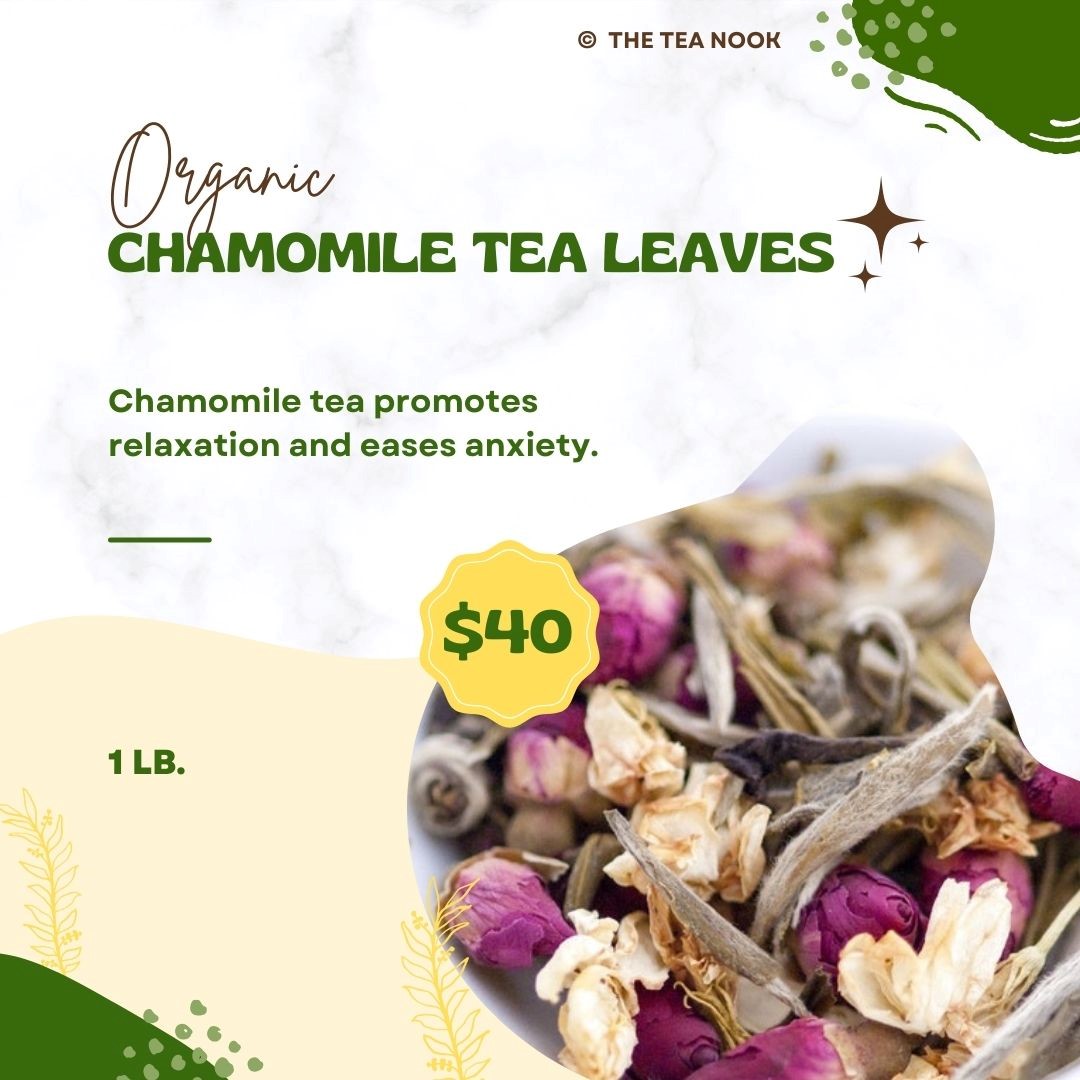 © THE TEA NOOK
Organic
CHAMOMILE TEA LEAVES
Chamomile tea promotes
relaxation and eases anxiety.
$40
1 LB.